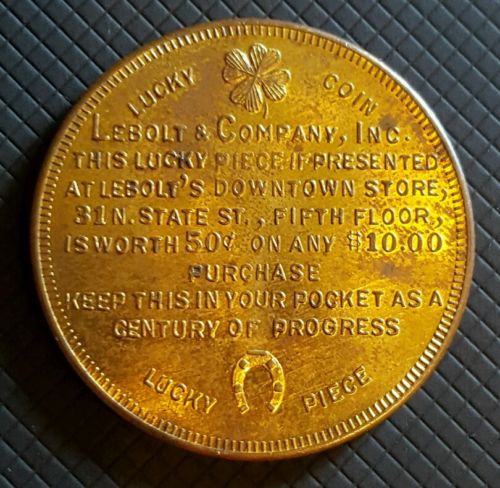 LUCKY COIN
LEBOLT & COMPANY, INC.
THIS LUCKY PIECE IF PRESENTED
AT LEBOLT'S DOWNTOWN STORE,
31 N. STATE ST., FIFTH FLOOR,
IS WORTH 50¢ ON ANY $10.00
PURCHASE
KEEP THIS IN YOUR POCKET AS A
CENTURY OF PROGRESS
LUCKY PIECE